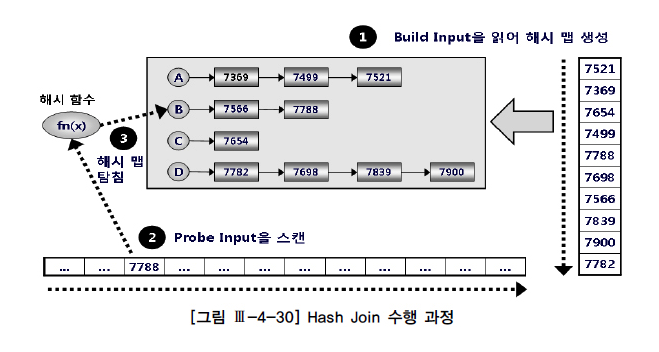 1 Build Input을 읽어 해시 맵 생성
A 7369 7499 7521
B 7566 7788
C 7654
D 7782 7698 7839 7900
해시 함수
fn(x)
3
해시 맵
탐침
7521
7369
7654
7499
7788
7698
7566
7839
7900
7782
2 Probe Input을 스캔
... ... 7788 ... ... ... ... ... ... ... ... ...
[그림 Ⅲ-4-30] Hash Join 수행 과정